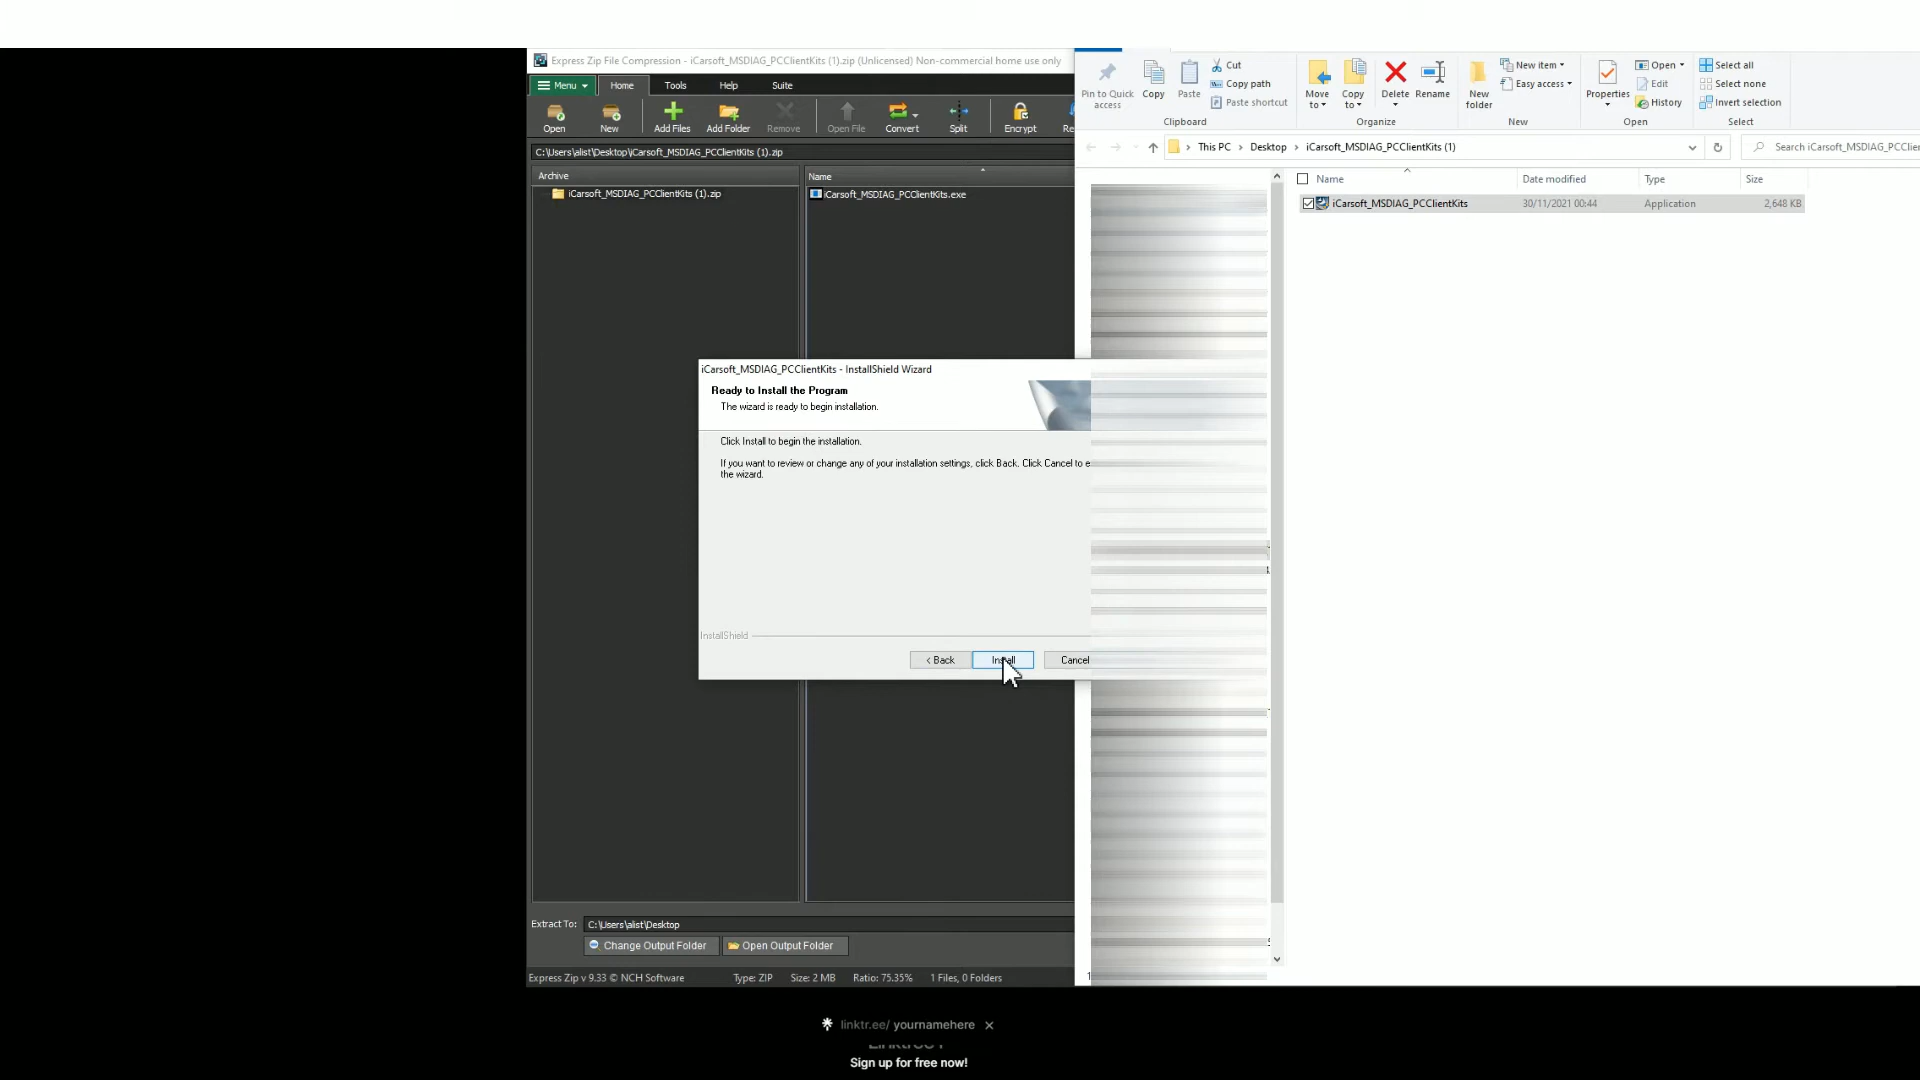 Express Zip File Compression - iCarsoft_MSDIAG_PCClientKits (1).zip (Unlicensed) Non-commercial home use only
Menu Home Tools Help Suite
Open New Add Files Add Folder Remove Open File Convert Split Encrypt
C:\Users\alist\Desktop\iCarsoft_MSDIAG_PCClientKits (1).zip
Archive
iCarsoft_MSDIAG_PCClientKits (1).zip
Name
iCarsoft_MSDIAG_PCClientKits.exe
Pin to Quick access
Copy
Paste
Cut
Copy path
Paste shortcut
Clipboard
Move to
Copy to
Delete
Rename
Organize
New folder
New item
Easy access
New
Properties
Open
Edit
History
Open
Select all
Select none
Invert selection
Select
This PC > Desktop > iCarsoft_MSDIAG_PCClientKits (1)
Search iCarsoft_MSDIAG_PCClie
Name Date modified Type Size
iCarsoft_MSDIAG_PCClientKits 30/11/2021 00:44 Application 2,648 KB
iCarsoft_MSDIAG_PCClientKits - InstallShield Wizard
Ready to Install the Program
The wizard is ready to begin installation.
Click Install to begin the installation.
If you want to review or change any of your installation settings, click Back. Click Cancel to e
the wizard.
InstallShield
< Back Install Cancel
Extract To: C:\Users\alist\Desktop
Change Output Folder Open Output Folder
Express Zip v 9.33 © NCH Software Type: ZIP Size: 2 MB Ratio: 75.35% 1 Files, 0 Folders
linktr.ee/ yournamehere
Sign up for free now!